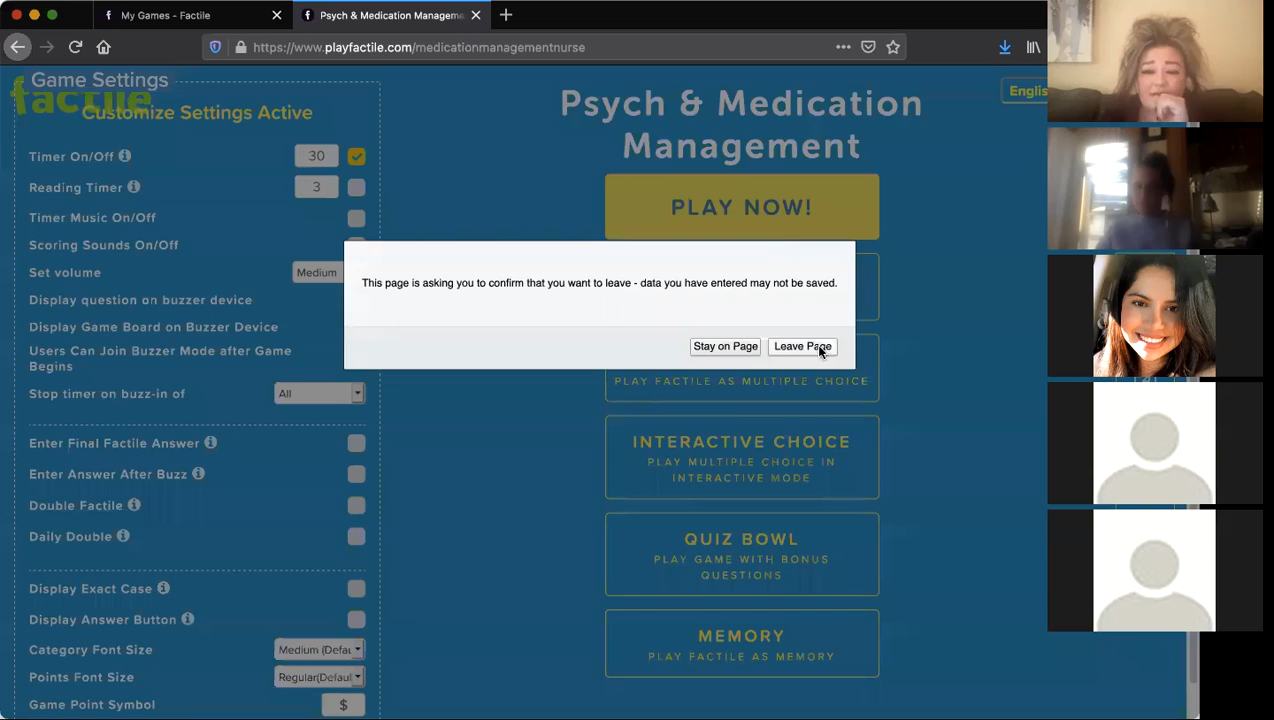 My Games - Factile
Psych & Medication Managem
https://www.playfactile.com/medicationmanagementnurse
Game Settings
factile
Customize Settings Active
Timer On/Off 30
Reading Timer 3
Timer Music On/Off
Scoring Sounds On/Off
Set volume Medium
Display question on buzzer device
Display Game Board on Buzzer Device
Users Can Join Buzzer Mode after Game
Begins
Stop timer on buzz-in of All
Enter Final Factile Answer
Enter Answer After Buzz
Double Factile
Daily Double
Display Exact Case
Display Answer Button
Category Font Size Medium (Defau
Points Font Size Regular(Defaul
Game Point Symbol $
Englis
Psych & Medication
Management
PLAY NOW!
This page is asking you to confirm that you want to leave - data you have entered may not be saved.
Stay on Page Leave Page
PLAY FACTILE AS MULTIPLE CHOICE
INTERACTIVE CHOICE
PLAY MULTIPLE CHOICE IN
INTERACTIVE MODE
QUIZ BOWL
PLAY GAME WITH BONUS
QUESTIONS
MEMORY
PLAY FACTILE AS MEMORY